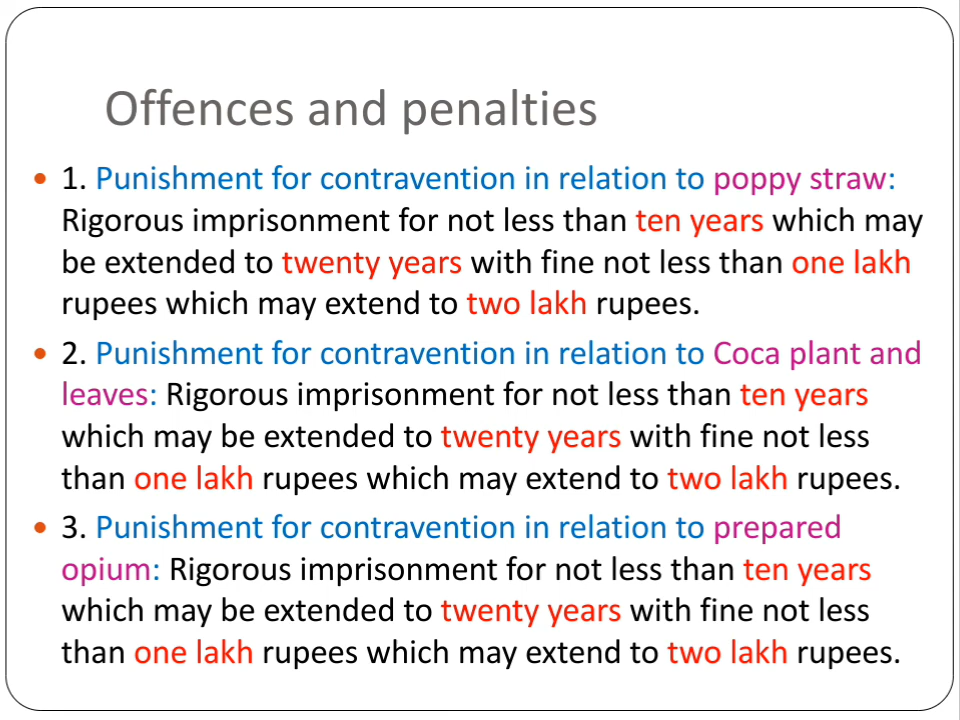 Offences and penalties
• 1. Punishment for contravention in relation to poppy straw:
Rigorous imprisonment for not less than ten years which may
be extended to twenty years with fine not less than one lakh
rupees which may extend to two lakh rupees.
• 2. Punishment for contravention in relation to Coca plant and
leaves: Rigorous imprisonment for not less than ten years
which may be extended to twenty years with fine not less
than one lakh rupees which may extend to two lakh rupees.
• 3. Punishment for contravention in relation to prepared
opium: Rigorous imprisonment for not less than ten years
which may be extended to twenty years with fine not less
than one lakh rupees which may extend to two lakh rupees.